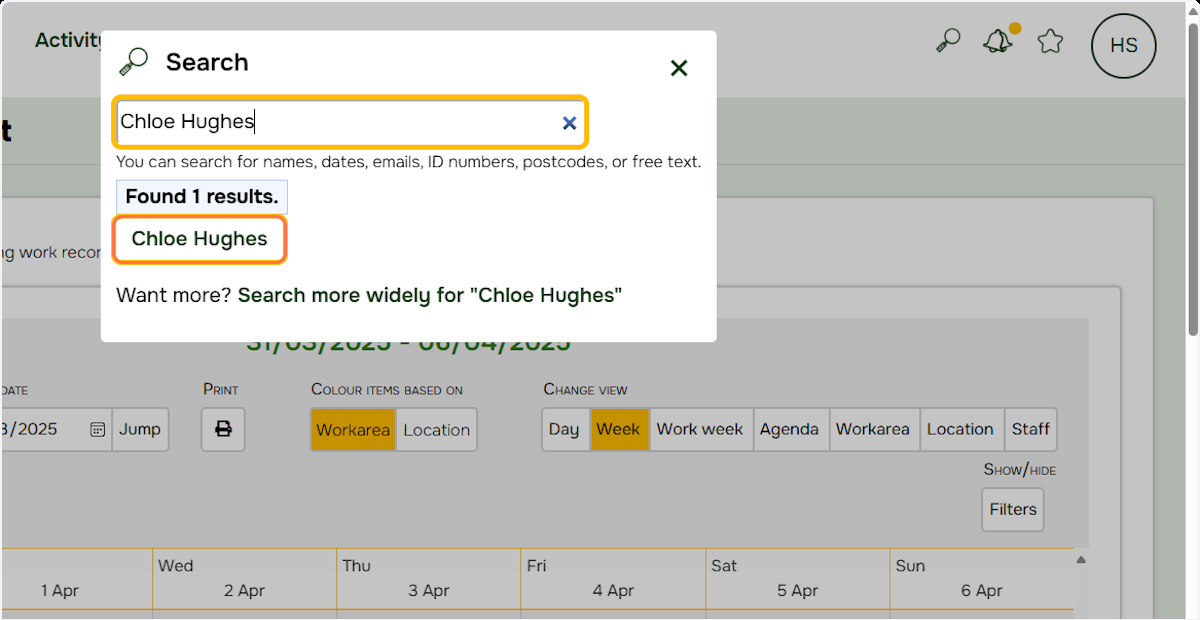 Activity
HS
Search
Chloe Hughes
You can search for names, dates, emails, ID numbers, postcodes, or free text.
Found 1 results.
Chloe Hughes
Want more? Search more widely for "Chloe Hughes"
ng work recor
31/03/2025 - 06/04/2025
DATE
PRINT
COLOUR ITEMS BASED ON
CHANGE VIEW
3/2025
Jump
Workarea
Location
Day
Week
Work week
Agenda
Workarea
Location
Staff
SHOW/HIDE
Filters
Wed
Thu
Fri
Sat
Sun
1 Apr
2 Apr
3 Apr
4 Apr
5 Apr
6 Apr